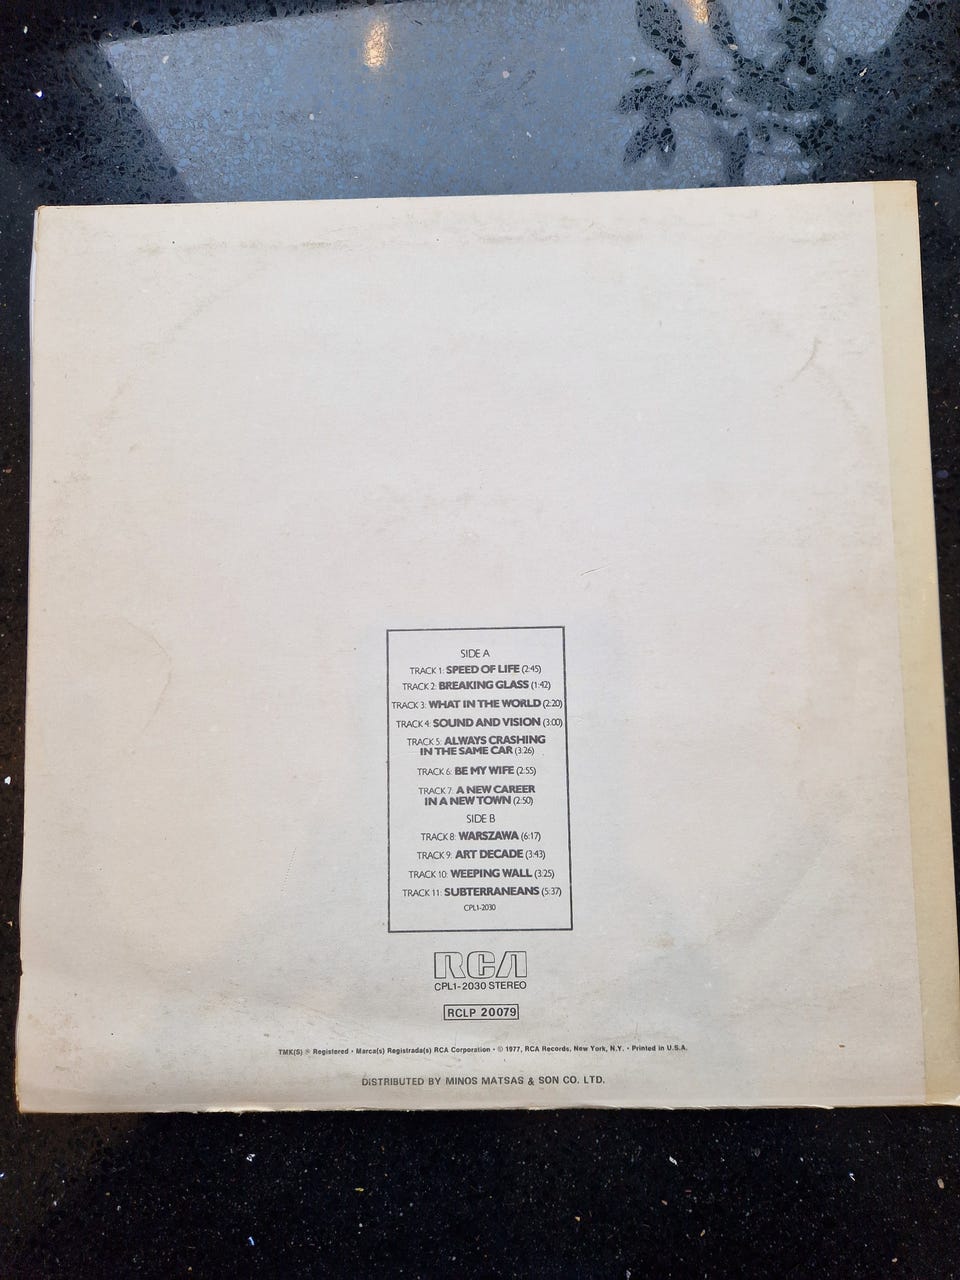 SIDE A
TRACK 1: SPEED OF LIFE (2:45)
TRACK 2: BREAKING GLASS (1:42)
TRACK 3: WHAT IN THE WORLD (2:20)
TRACK 4: SOUND AND VISION (3:00)
TRACK 5: ALWAYS CRASHING
IN THE SAME CAR (3:26)
TRACK 6: BE MY WIFE (2:55)
TRACK 7: A NEW CAREER
IN A NEW TOWN (2:50)
SIDE B
TRACK 8: WARSZAWA (6:17)
TRACK 9: ART DECADE (3:43)
TRACK 10: WEEPING WALL (3:25)
TRACK 11: SUBTERRANEANS (5:37)
CPL1-2030
RCA
CPL1-2030 STEREO
RCLP 20079
TMK(S) ® Registered • Marca(s) Registrada(s) RCA Corporation • © 1977, RCA Records, New York, N.Y. • Printed in U.S.A.
DISTRIBUTED BY MINOS MATSAS & SON CO. LTD.